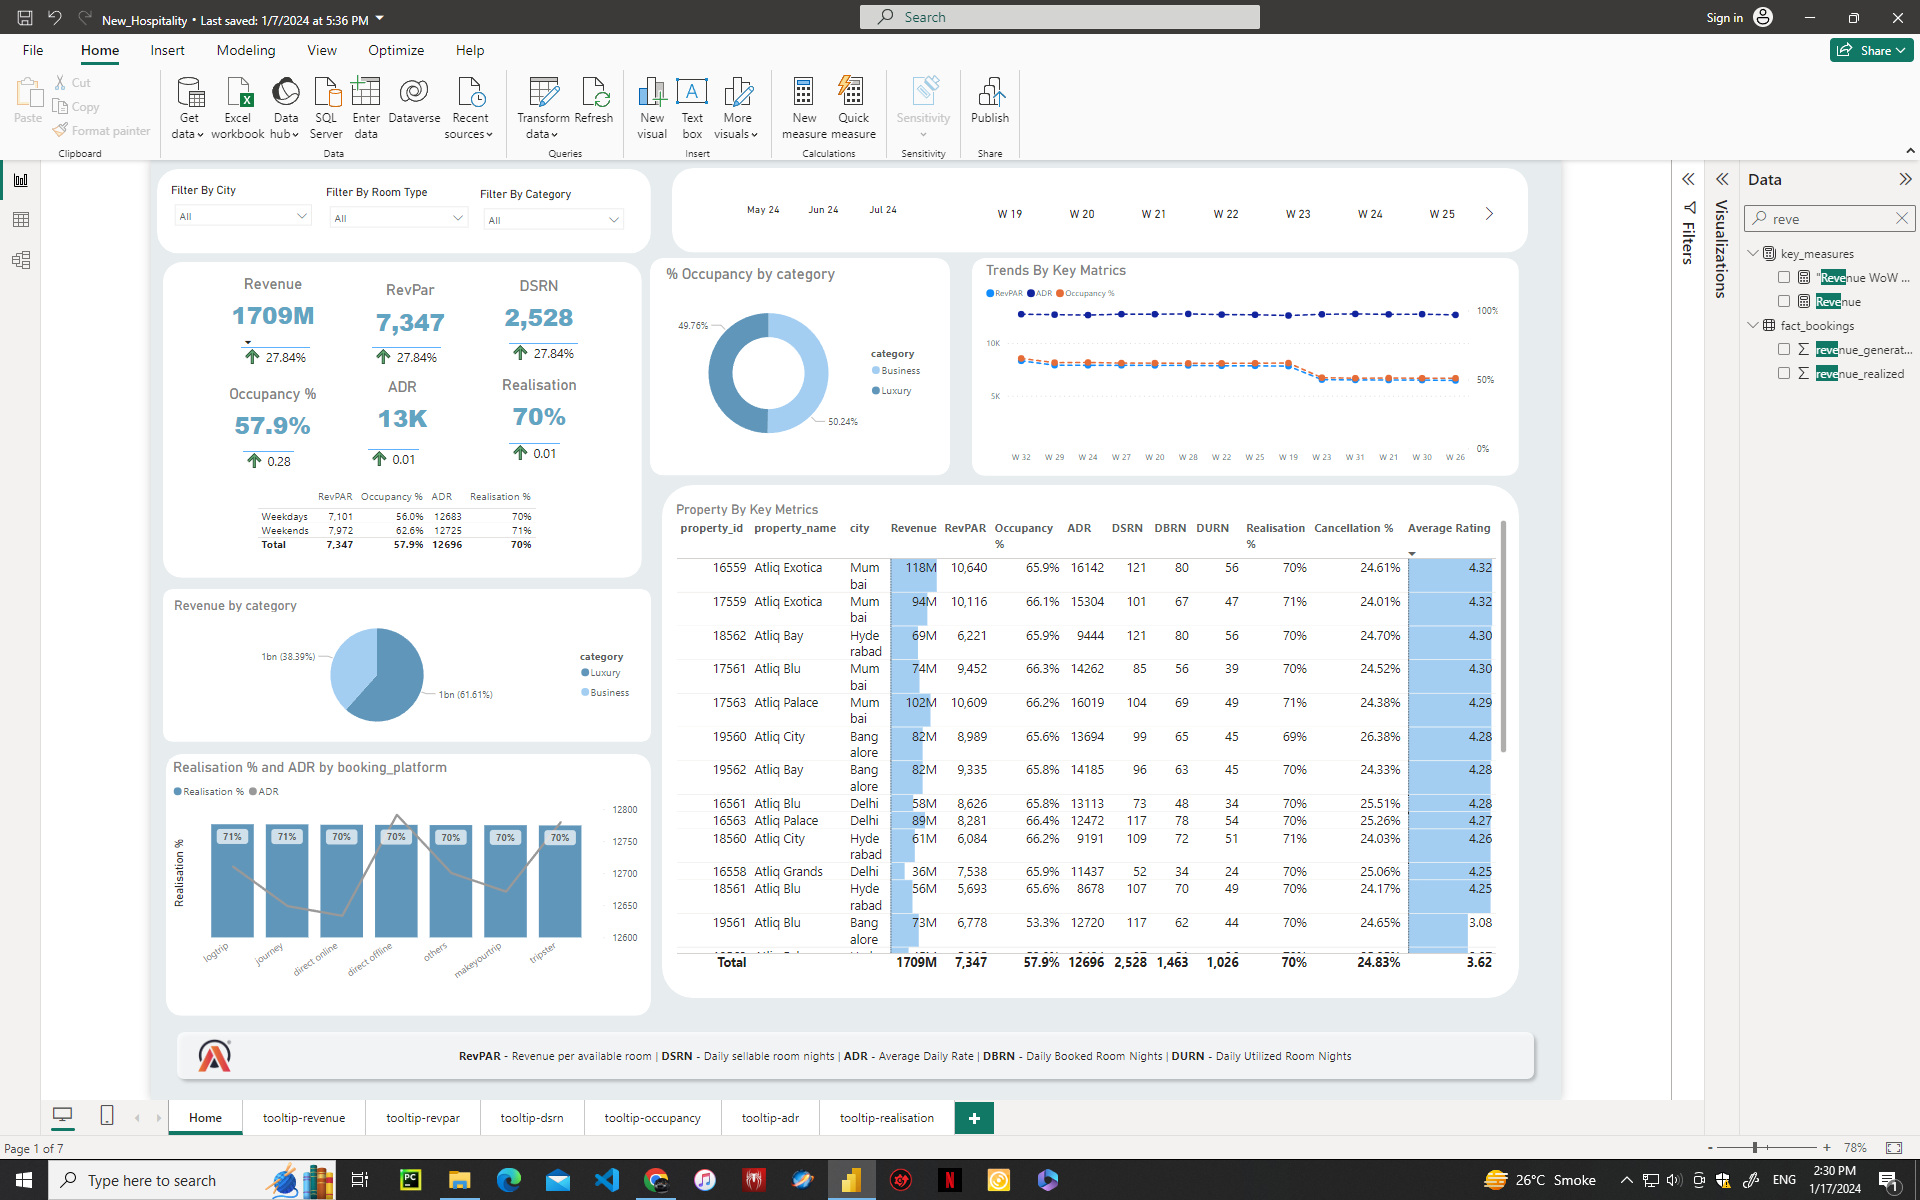 New_Hospitality • Last saved: 1/7/2024 at 5:36 PM
Search
Sign in
File Home Insert Modeling View Optimize Help
Share
Paste
Cut
Copy
Format painter
Clipboard
Get data
Excel workbook
Data hub
SQL Server
Enter data
Dataverse
Recent sources
Data
Transform data
Refresh
Queries
New visual
Text box
More visuals
Insert
New measure
Quick measure
Calculations
Sensitivity
Sensitivity
Publish
Share
Filter By City
All
Filter By Room Type
All
Filter By Category
All
May 24 Jun 24 Jul 24
W 19 W 20 W 21 W 22 W 23 W 24 W 25
Revenue
1709M
27.84%
RevPar
7,347
27.84%
DSRN
2,528
27.84%
Occupancy %
57.9%
0.28
ADR
13K
0.01
Realisation
70%
0.01
RevPAR Occupancy % ADR Realisation %
Weekdays 7,101 56.0% 12683 70%
Weekends 7,972 62.6% 12725 71%
Total 7,347 57.9% 12696 70%
% Occupancy by category
49.76%
50.24%
category
Business
Luxury
Trends By Key Matrics
RevPAR ADR Occupancy %
10K
5K
100%
50%
0%
W 32 W 29 W 24 W 27 W 20 W 28 W 22 W 25 W 19 W 23 W 31 W 21 W 30 W 26
Revenue by category
1bn (38.39%)
1bn (61.61%)
category
Luxury
Business
Realisation % and ADR by booking_platform
Realisation % ADR
Realisation %
71% 71% 70% 70% 70% 70% 70%
12800
12750
12700
12650
12600
logtrip journey direct online direct offline others makeyourtrip tripster
Property By Key Metrics
property_id property_name city Revenue RevPAR Occupancy % ADR DSRN DBRN DURN Realisation % Cancellation % Average Rating
16559 Atliq Exotica Mum bai 118M 10,640 65.9% 16142 121 80 56 70% 24.61% 4.32
17559 Atliq Exotica Mum bai 94M 10,116 66.1% 15304 101 67 47 71% 24.01% 4.32
18562 Atliq Bay Hyde rabad 69M 6,221 65.9% 9444 121 80 56 70% 24.70% 4.30
17561 Atliq Blu Mum bai 74M 9,452 66.3% 14262 85 56 39 70% 24.52% 4.30
17563 Atliq Palace Mum bai 102M 10,609 66.2% 16019 104 69 49 71% 24.38% 4.29
19560 Atliq City Bang alore 82M 8,989 65.6% 13694 99 65 45 69% 26.38% 4.28
19562 Atliq Bay Bang alore 82M 9,335 65.8% 14185 96 63 45 70% 24.33% 4.28
16561 Atliq Blu Delhi 58M 8,626 65.8% 13113 73 48 34 70% 25.51% 4.28
16563 Atliq Palace Delhi 89M 8,281 66.4% 12472 117 78 54 70% 25.26% 4.27
18560 Atliq City Hyde rabad 61M 6,084 66.2% 9191 109 72 51 71% 24.03% 4.26
16558 Atliq Grands Delhi 36M 7,538 65.9% 11437 52 34 24 70% 25.06% 4.25
18561 Atliq Blu Hyde rabad 56M 5,693 65.6% 8678 107 70 49 70% 24.17% 4.25
19561 Atliq Blu Bang alore 73M 6,778 53.3% 12720 117 62 44 70% 24.65% 3.08
Total 1709M 7,347 57.9% 12696 2,528 1,463 1,026 70% 24.83% 3.62
RevPAR - Revenue per available room | DSRN - Daily sellable room nights | ADR - Average Daily Rate | DBRN - Daily Booked Room Nights | DURN - Daily Utilized Room Nights
Filters
Visualizations
Data
reve
key_measures
"Revenue WoW ...
Revenue
fact_bookings
revenue_generat...
revenue_realized
Home tooltip-revenue tooltip-revpar tooltip-dsrn tooltip-occupancy tooltip-adr tooltip-realisation +
Page 1 of 7
- + 78%
Type here to search
26°C Smoke
ENG
2:30 PM
1/17/2024
1